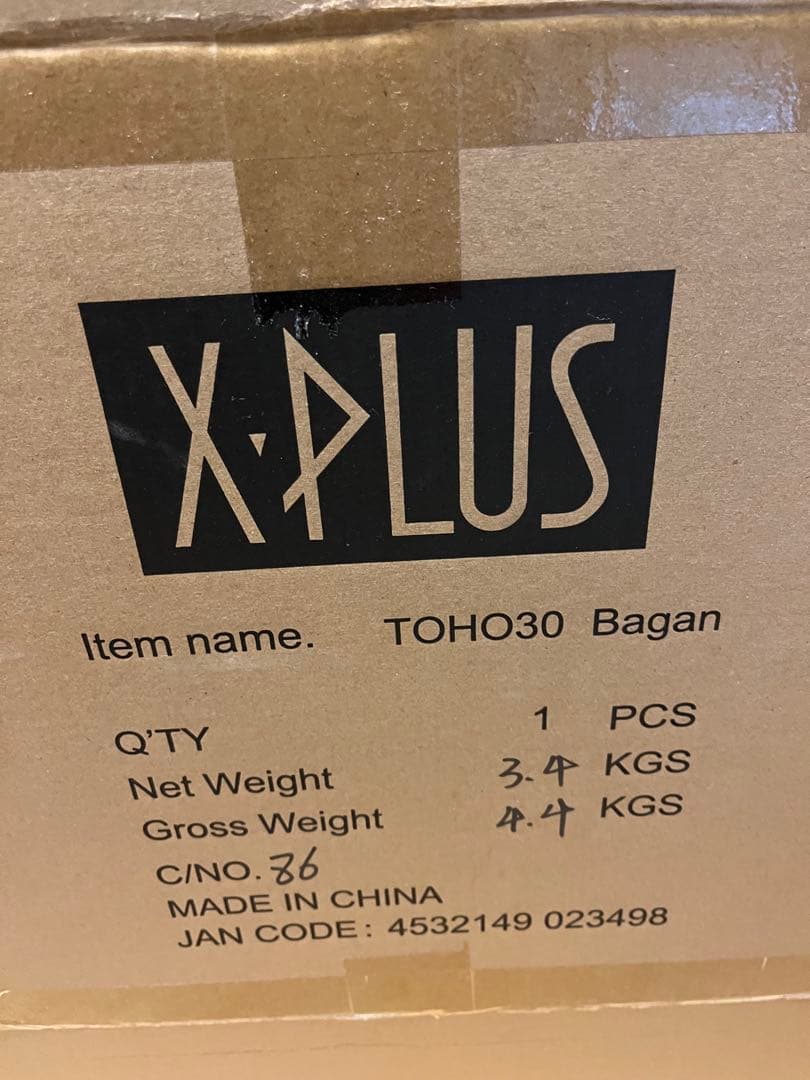 X·PLUS
Item name. TOHO30 Bagan
Q'TY 1 PCS
Net Weight 3.4 KGS
Gross Weight 4.4 KGS
C/NO. 86
MADE IN CHINA
JAN CODE: 4532149 023498